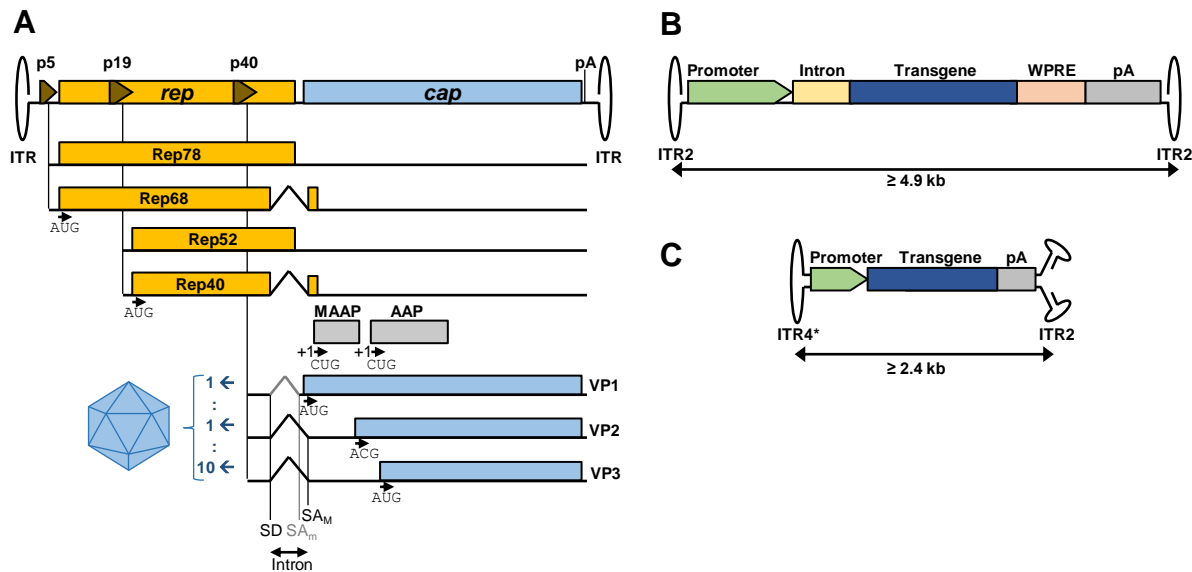 A
p5 p19 p40 pA
rep cap
ITR ITR
Rep78
Rep68
AUG
Rep52
Rep40
AUG
MAAP AAP
+1 +1
CUG CUG
1 ← VP1
:
AUG
1 ← VP2
:
ACG
10 ← VP3
AUG
SD SAm SAM
Intron
B
Promoter Intron Transgene WPRE pA
ITR2 ITR2
≥ 4.9 kb
C
Promoter Transgene pA
ITR4* ITR2
≥ 2.4 kb